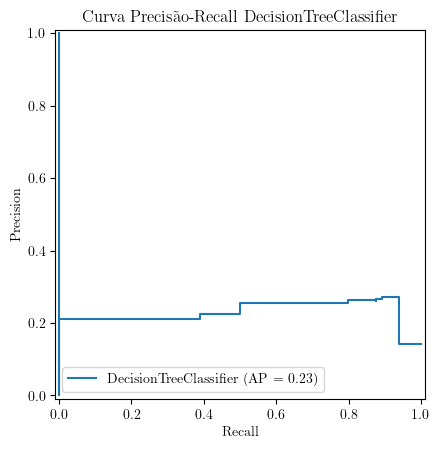 Curva Precisão-Recall DecisionTreeClassifier
1.0
0.8
0.6
0.4
0.2
0.0
Precision
DecisionTreeClassifier (AP = 0.23)
0.0 0.2 0.4 0.6 0.8 1.0
Recall